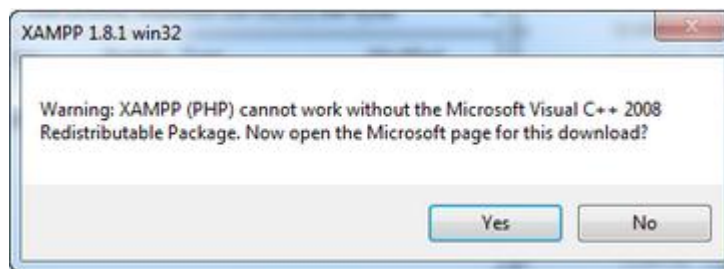 XAMPP 1.8.1 win32
Warning: XAMPP (PHP) cannot work without the Microsoft Visual C++ 2008
Redistributable Package. Now open the Microsoft page for this download?
Yes No